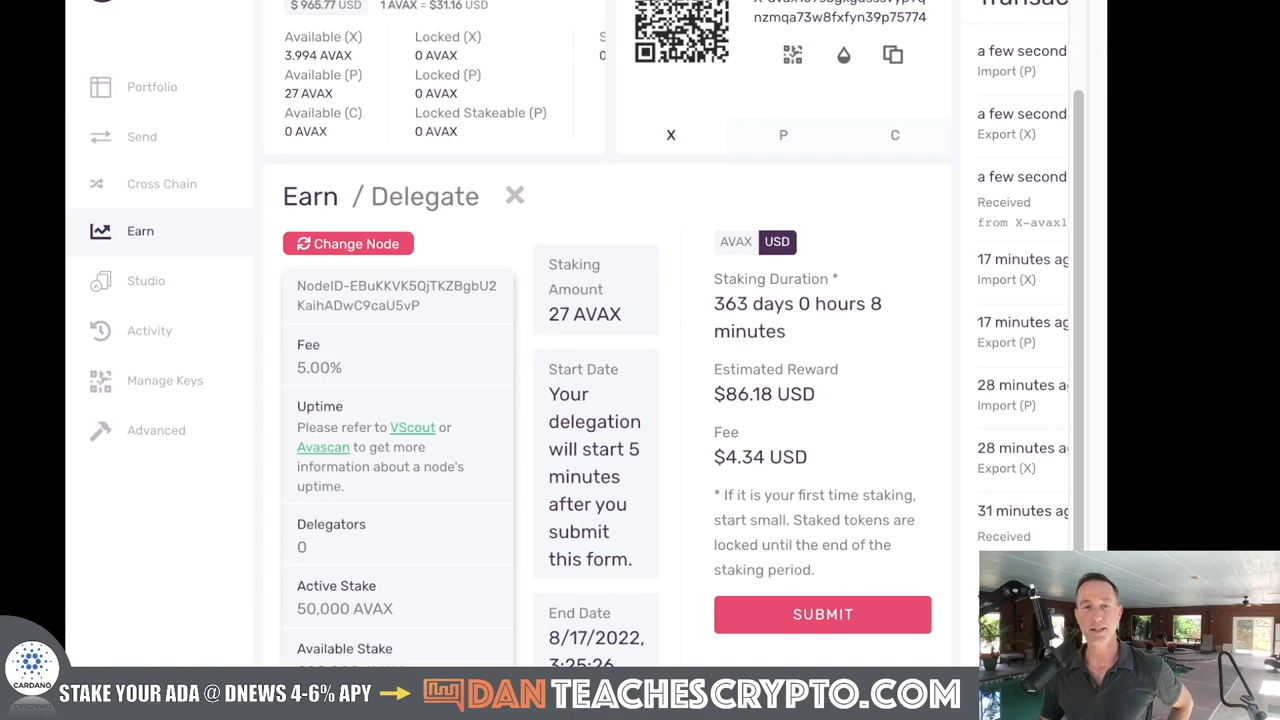 $ 965.77 USD
1 AVAX = $31.16 USD
Available (X)
3.994 AVAX
Available (P)
27 AVAX
Available (C)
0 AVAX
Locked (X)
0 AVAX
Locked (P)
0 AVAX
Locked Stakeable (P)
0 AVAX
nzmqa73w8fxfyn39p75774
X
P
C
Portfolio
Send
Cross Chain
Earn
Studio
Activity
Manage Keys
Advanced
Earn / Delegate
Change Node
NodeID-EBuKKVK5QjTKZBgbU2
KaihADwC9caU5vP
Fee
5.00%
Uptime
Please refer to VScout or
Avascan to get more
information about a node's
uptime.
Delegators
0
Active Stake
50,000 AVAX
Available Stake
Staking
Amount
27 AVAX
Start Date
Your
delegation
will start 5
minutes
after you
submit
this form.
End Date
8/17/2022,
3:25:26
AVAX USD
Staking Duration *
363 days 0 hours 8
minutes
Estimated Reward
$86.18 USD
Fee
$4.34 USD
* If it is your first time staking,
start small. Staked tokens are
locked until the end of the
staking period.
SUBMIT
a few second
Import (P)
a few second
Export (X)
a few second
Received
from X-avax1
17 minutes ag
Import (X)
17 minutes ag
Export (P)
28 minutes a
Import (P)
28 minutes a
Export (X)
31 minutes ag
Received
CARDANO
STAKE YOUR ADA @ DNEWS 4-6% APY
DANTEACHESCRYPTO.COM